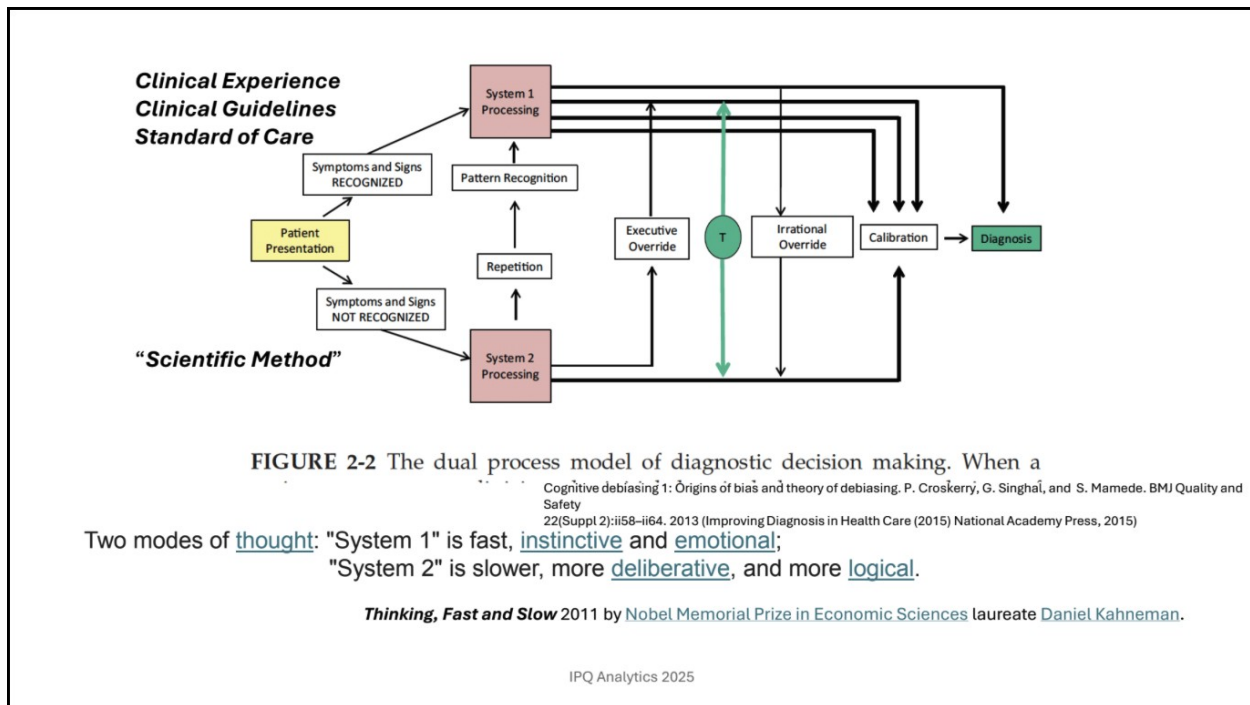 Clinical Experience
Clinical Guidelines
Standard of Care
System 1
Processing
Symptoms and Signs
RECOGNIZED
Pattern Recognition
Patient
Presentation
Executive
Override
T
Irrational
Override
Calibration
Diagnosis
Repetition
Symptoms and Signs
NOT RECOGNIZED
"Scientific Method"
System 2
Processing
FIGURE 2-2 The dual process model of diagnostic decision making. When a
Cognitive debiasing 1: Origins of bias and theory of debiasing. P. Croskerry, G. Singhal, and S. Mamede. BMJ Quality and
Safety
22(Suppl 2):ii58–ii64. 2013 (Improving Diagnosis in Health Care (2015) National Academy Press, 2015)
Two modes of thought: "System 1" is fast, instinctive and emotional;
"System 2" is slower, more deliberative, and more logical.
Thinking, Fast and Slow 2011 by Nobel Memorial Prize in Economic Sciences laureate Daniel Kahneman.
IPQ Analytics 2025